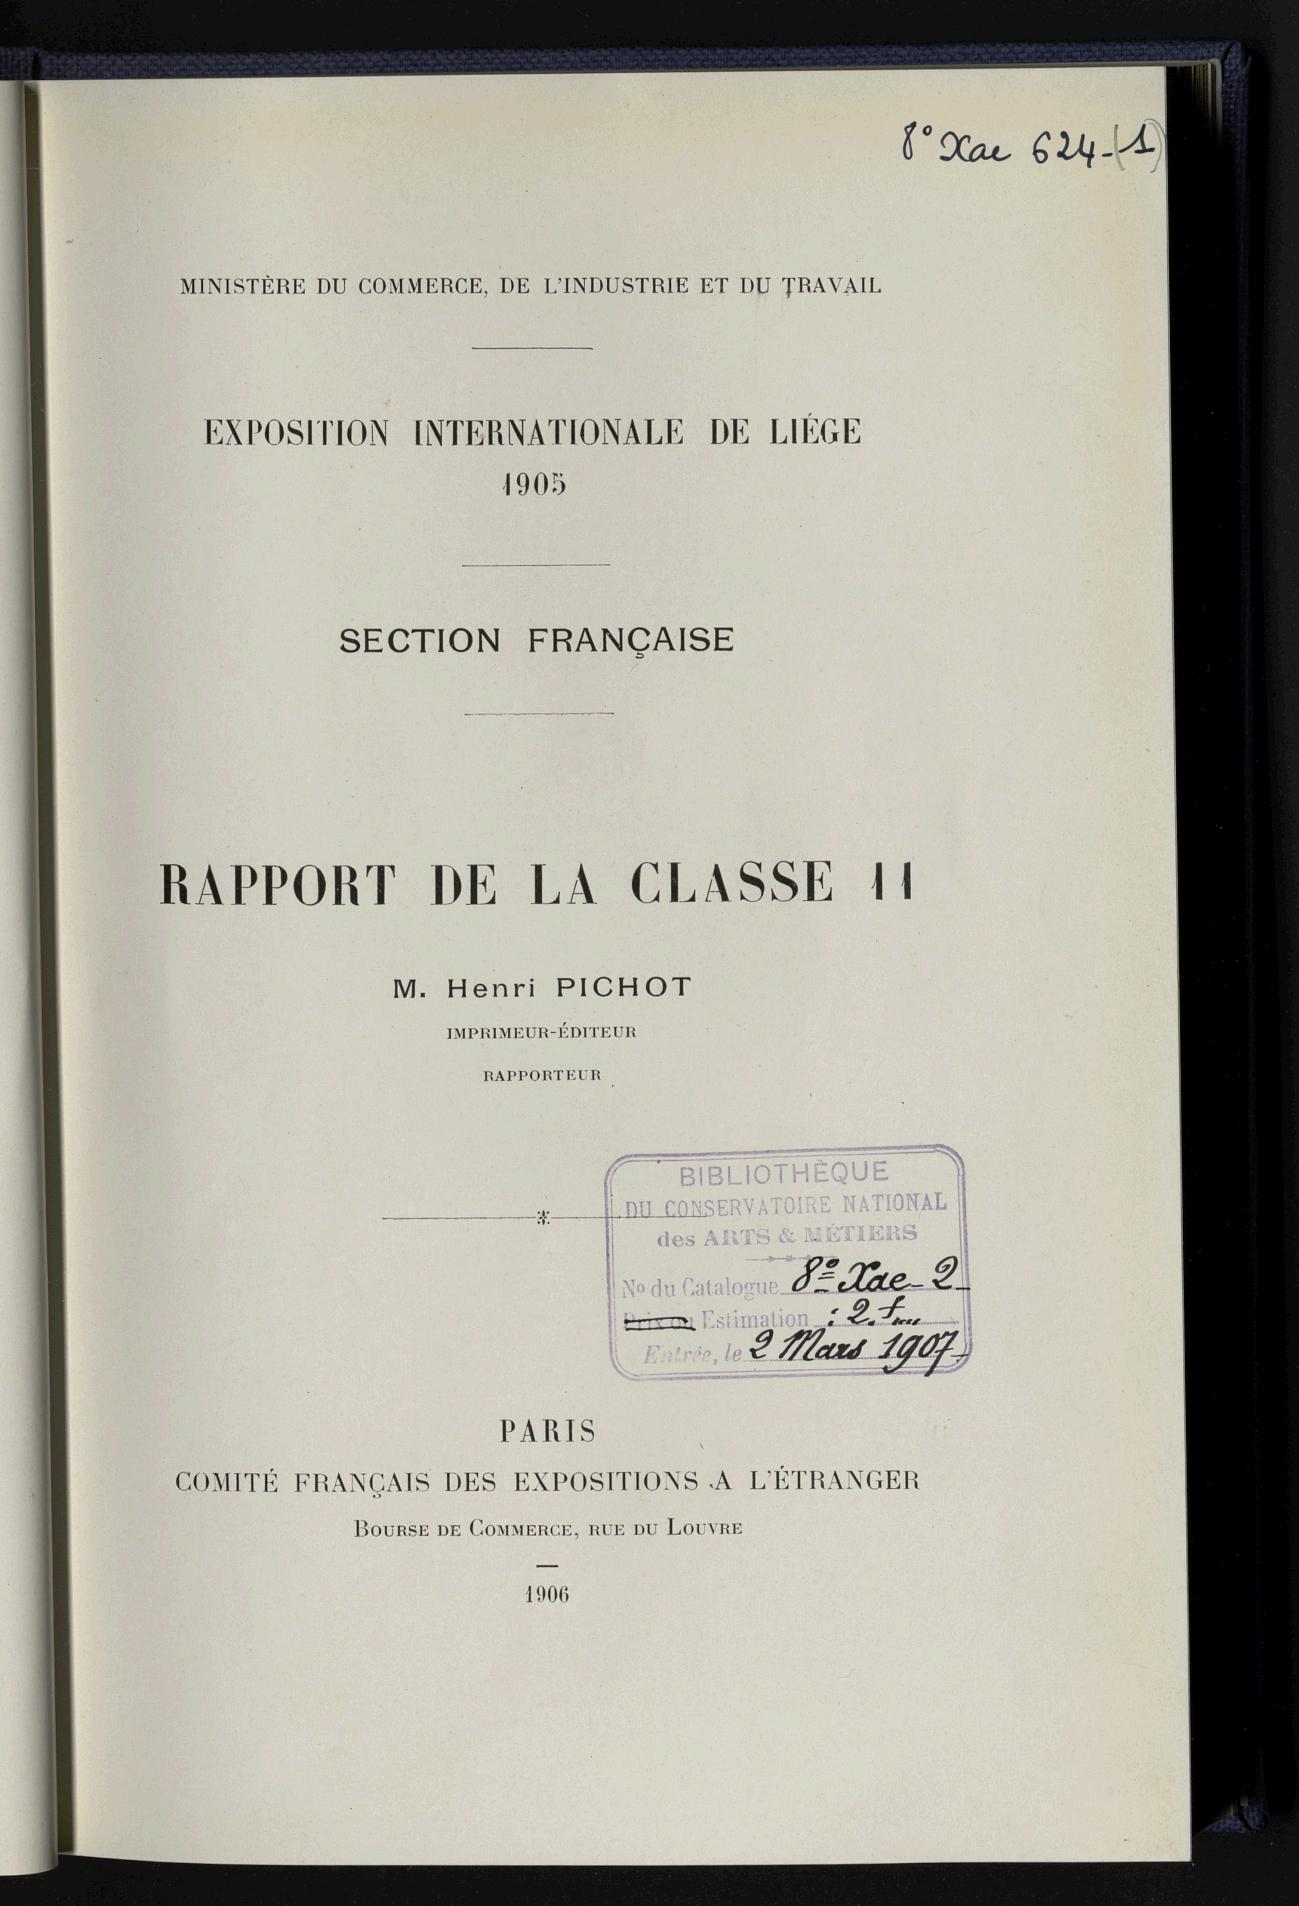 8° Xae 624-(1)
MINISTÈRE DU COMMERCE, DE L'INDUSTRIE ET DU TRAVAIL
EXPOSITION INTERNATIONALE DE LIÉGE
1905
SECTION FRANÇAISE
RAPPORT DE LA CLASSE 11
M. Henri PICHOT
IMPRIMEUR-ÉDITEUR
RAPPORTEUR
BIBLIOTHÈQUE
DU CONSERVATOIRE NATIONAL
des ARTS & MÉTIERS
No du Catalogue 8° Xae 2
Prix ou Estimation : 2. f
Entrée, le 2 Mars 1907
PARIS
COMITÉ FRANÇAIS DES EXPOSITIONS A L'ÉTRANGER
BOURSE DE COMMERCE, RUE DU LOUVRE
1906